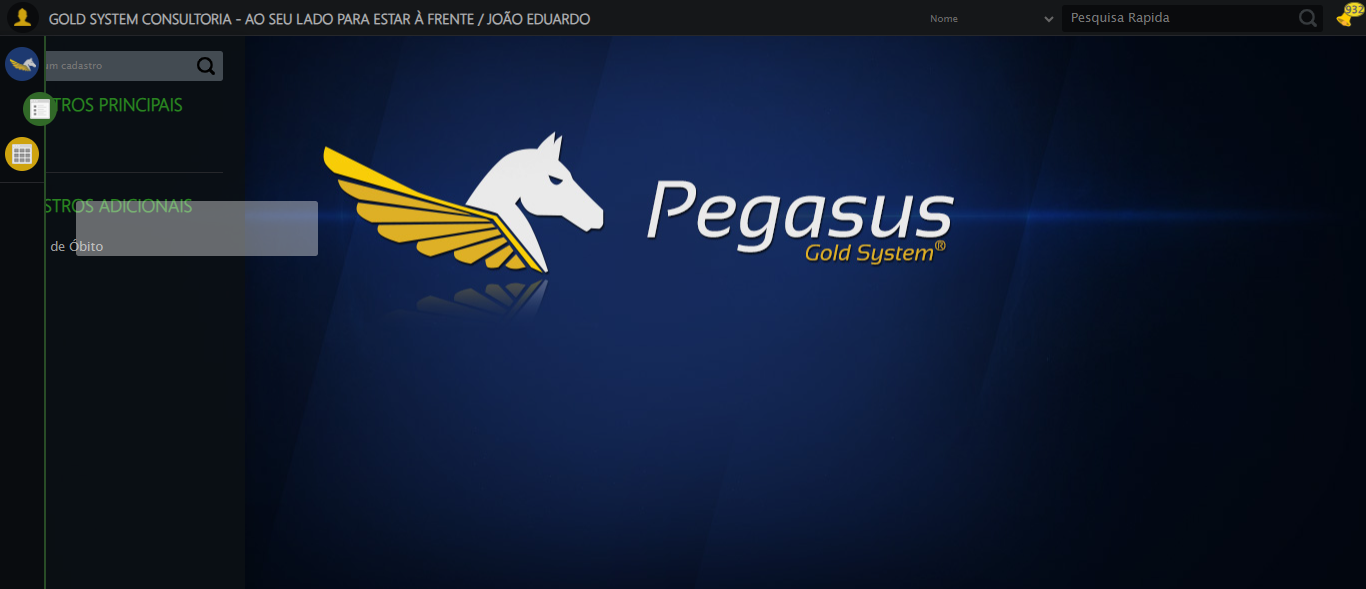 GOLD SYSTEM CONSULTORIA - AO SEU LADO PARA ESTAR À FRENTE / JOÃO EDUARDO
Nome
Pesquisa Rapida
932
um cadastro
TROS PRINCIPAIS
STROS ADICIONAIS
de Óbito
Pegasus
Gold System®